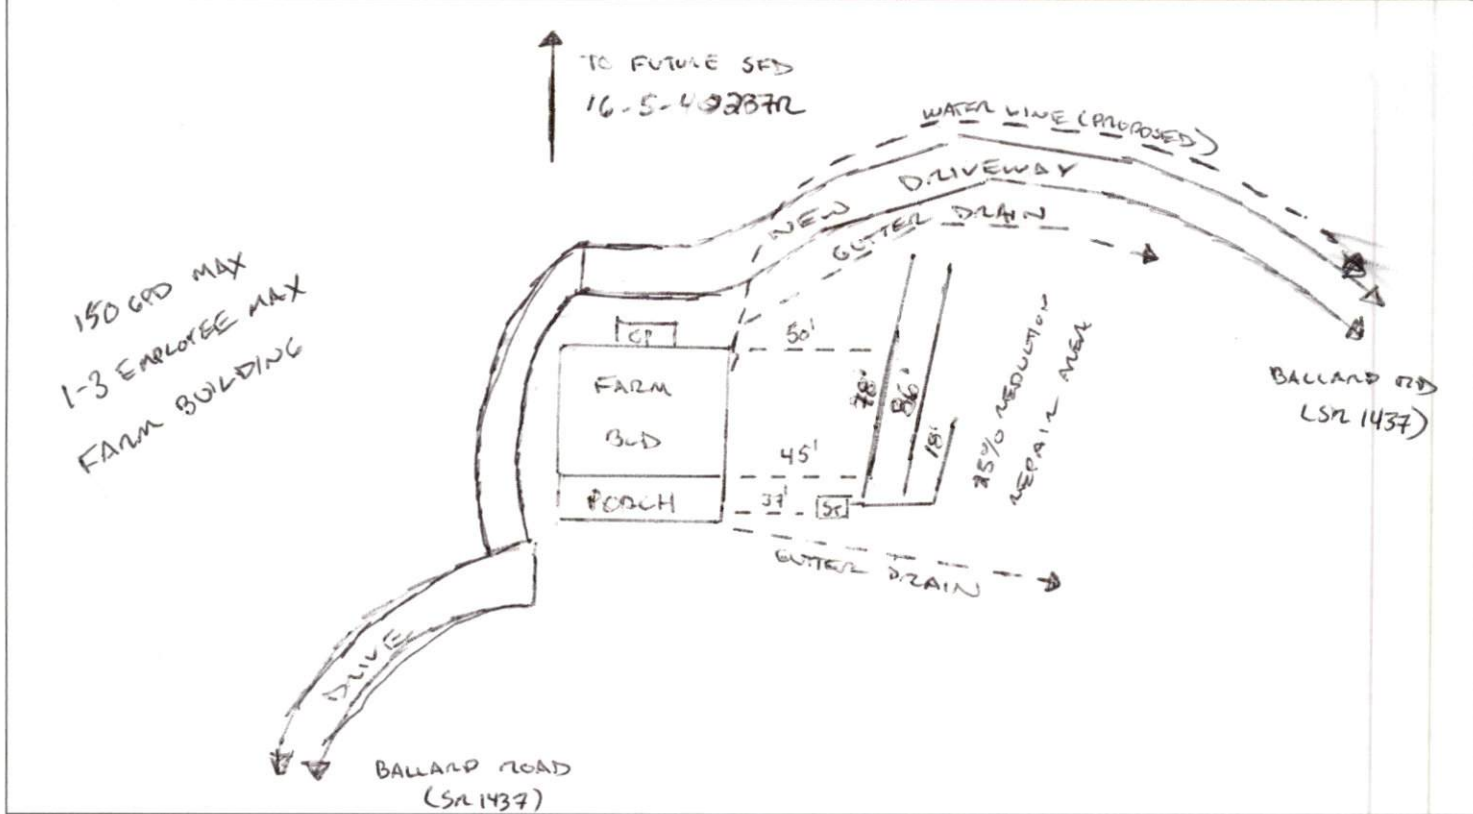 TO FUTURE SFD
WATER LINE (PROPOSED)
NEW DRIVEWAY
GUTTER DRAIN
150 GPD MAX
1-3 EMPLOYEE MAX
FARM BUILDING
50'
FARM
BLD
78'
86'
18'
25% REDUCTION
REPAIR AREA
BALLARD RD
(SR 1437)
45'
PORCH
37'
ST
GUTTER DRAIN
DRIVE
BALLARD ROAD
(SR 1437)